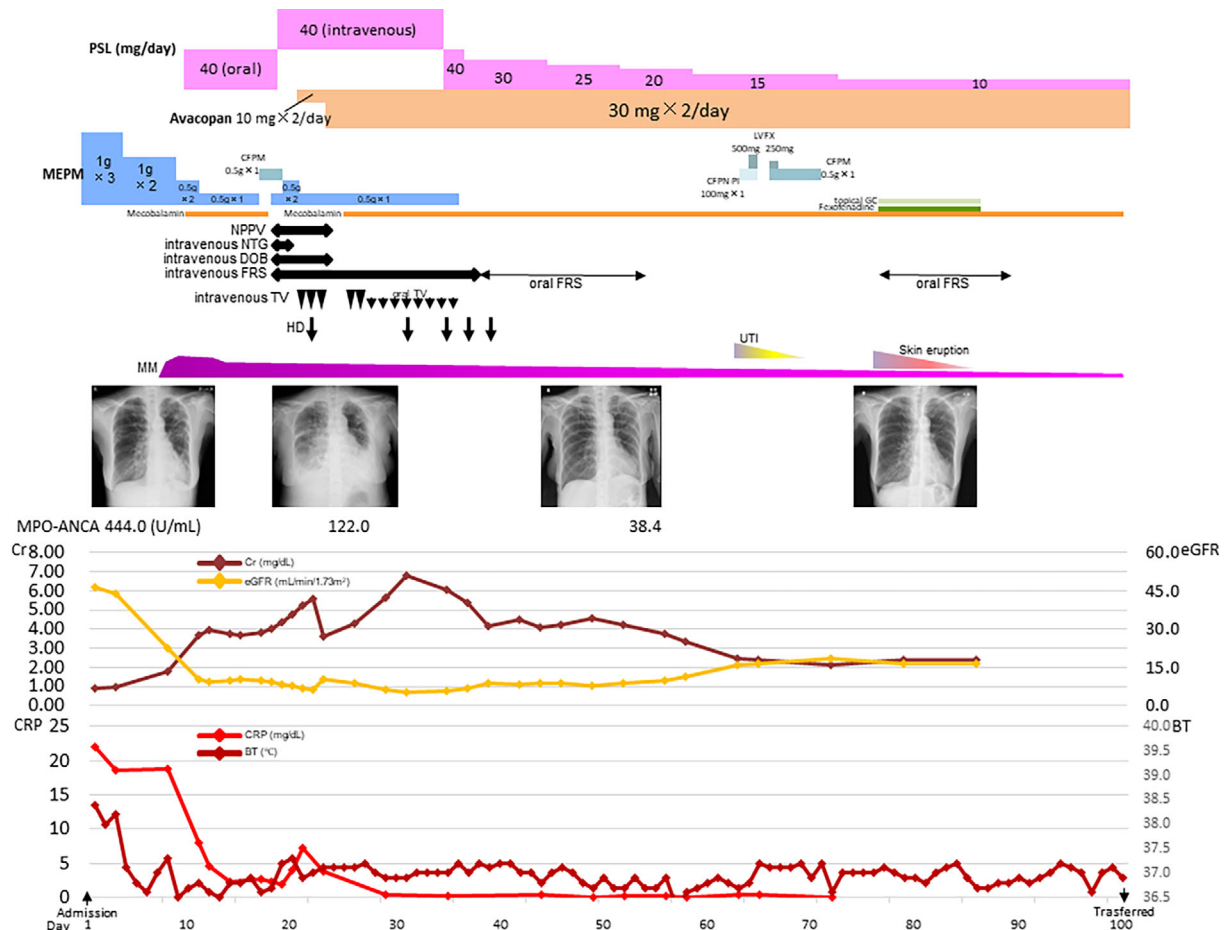 40 (intravenous)
PSL (mg/day)
40 (oral)
40
30
25
20
15
10
Avacopan 10 mg×2/day
30 mg×2/day
MEPM
1g
×3
1g
×2
0.5g
×2
0.5g×1
CFPM
0.5g×1
0.5g
×2
0.5g×1
LVFX
500mg
250mg
CFPN PI
100mg×1
CFPM
0.5g×1
topical GC
Fexofenadine
Mecobalamin
Mecobalamin
NPPV
intravenous NTG
intravenous DOB
intravenous FRS
oral FRS
oral FRS
intravenous TV
oral TV
HD
UTI
Skin eruption
MM
MPO-ANCA 444.0 (U/mL)
122.0
38.4
Cr
8.00
7.00
6.00
5.00
4.00
3.00
2.00
1.00
0.00
Cr (mg/dL)
eGFR (mL/min/1.73m²)
60.0 eGFR
45.0
30.0
15.0
0.0
CRP
25
20
15
10
5
0
CRP (mg/dL)
BT (℃)
40.0 BT
39.5
39.0
38.5
38.0
37.5
37.0
36.5
Admission
Trasferred
Day
1
10
20
30
40
50
60
70
80
90
100